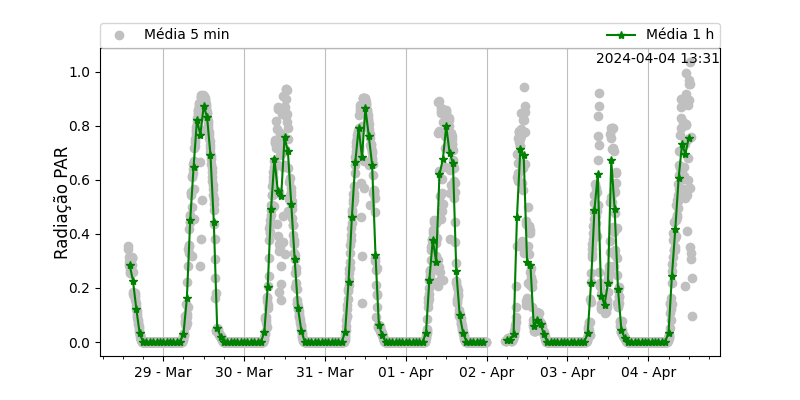 Média 5 min
Média 1 h
2024-04-04 13:31
Radiação PAR
1.0
0.8
0.6
0.4
0.2
0.0
29 - Mar
30 - Mar
31 - Mar
01 - Apr
02 - Apr
03 - Apr
04 - Apr